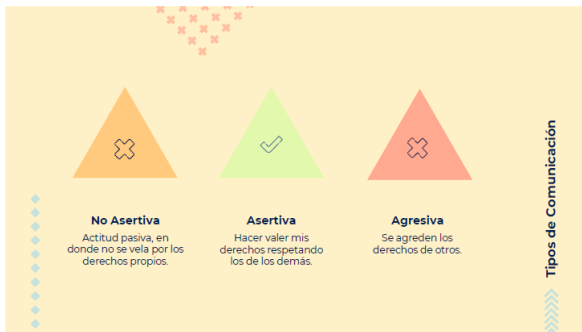 No Asertiva
Actitud pasiva, en
donde no se vela por los
derechos propios.
Asertiva
Hacer valer mis
derechos respetando
los de los demás.
Agresiva
Se agreden los
derechos de otros.
Tipos de Comunicación